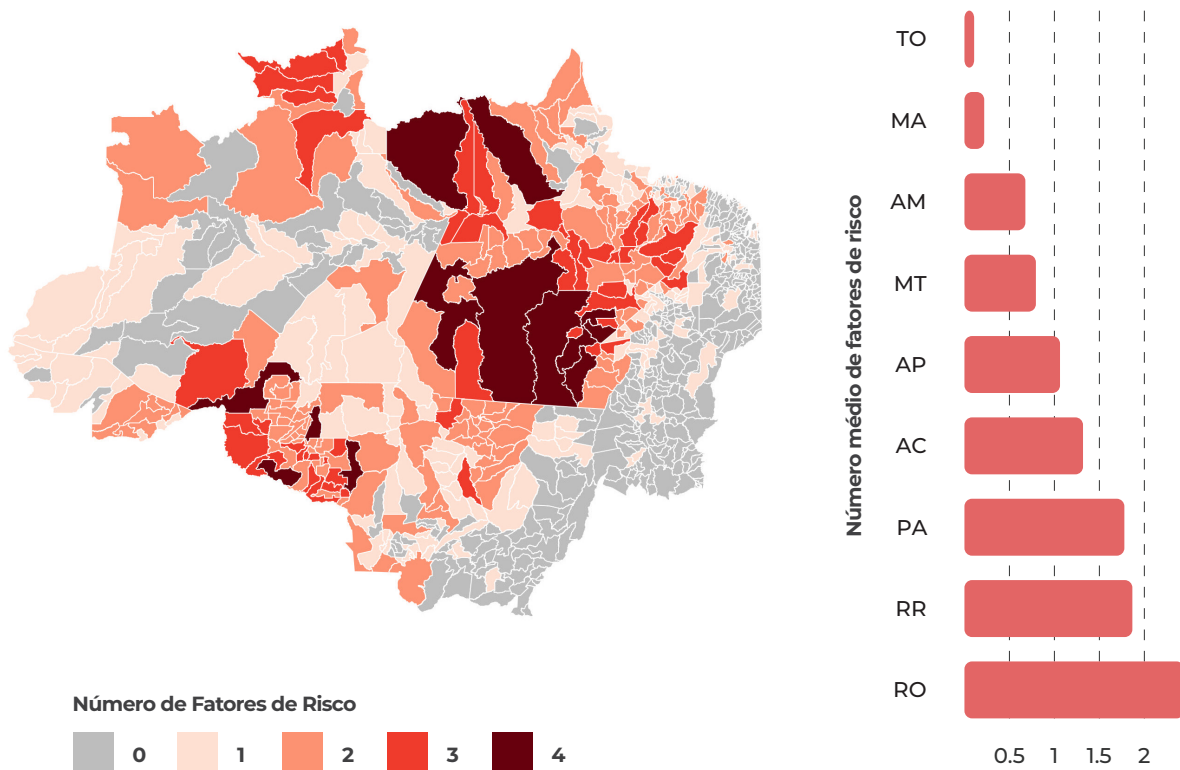 TO
MA
AM
MT
AP
AC
PA
RR
RO
Número médio de fatores de risco
0.5 1 1.5 2
Número de Fatores de Risco
0 1 2 3 4